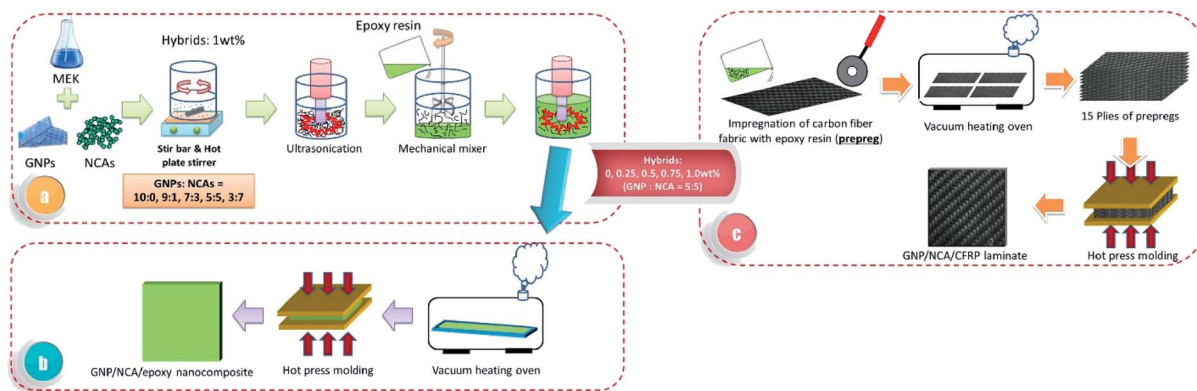 MEK
GNPs
NCAs
Hybrids: 1wt%
Stir bar & Hot
plate stirrer
GNPs: NCAs =
10:0, 9:1, 7:3, 5:5, 3:7
Ultrasonication
Epoxy resin
Mechanical mixer
a
Hybrids:
0, 0.25, 0.5, 0.75, 1.0wt%
(GNP : NCA = 5:5)
b
GNP/NCA/epoxy nanocomposite
Hot press molding
Vacuum heating oven
Impregnation of carbon fiber
fabric with epoxy resin (prepreg)
Vacuum heating oven
15 Plies of prepregs
c
GNP/NCA/CFRP laminate
Hot press molding